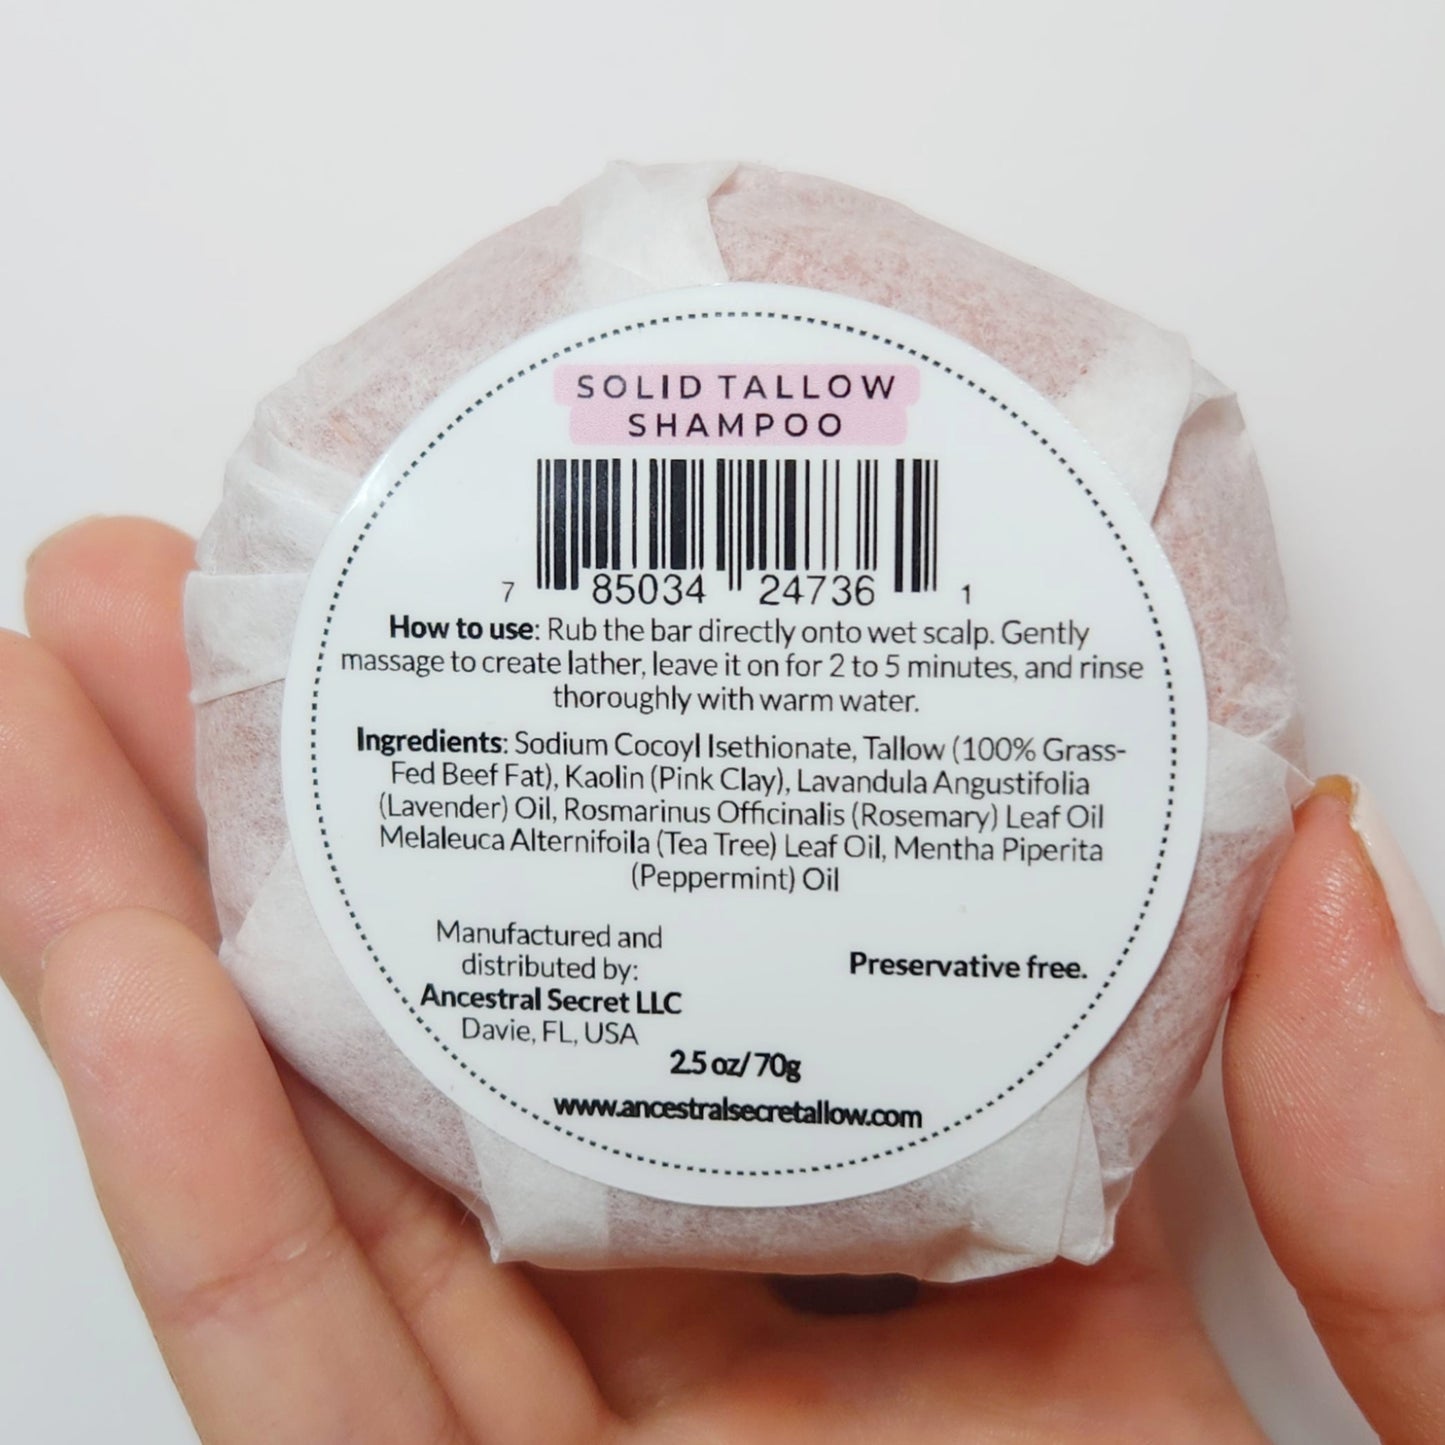 SOLID TALLOW
SHAMPOO
7 85034 24736 1
How to use: Rub the bar directly onto wet scalp. Gently
massage to create lather, leave it on for 2 to 5 minutes, and rinse
thoroughly with warm water.
Ingredients: Sodium Cocoyl Isethionate, Tallow (100% Grass-
Fed Beef Fat), Kaolin (Pink Clay), Lavandula Angustifolia
(Lavender) Oil, Rosmarinus Officinalis (Rosemary) Leaf Oil
Melaleuca Alternifoila (Tea Tree) Leaf Oil, Mentha Piperita
(Peppermint) Oil
Manufactured and
distributed by:
Ancestral Secret LLC
Davie, FL, USA
Preservative free.
2.5 oz/ 70g
www.ancestralsecretallow.com